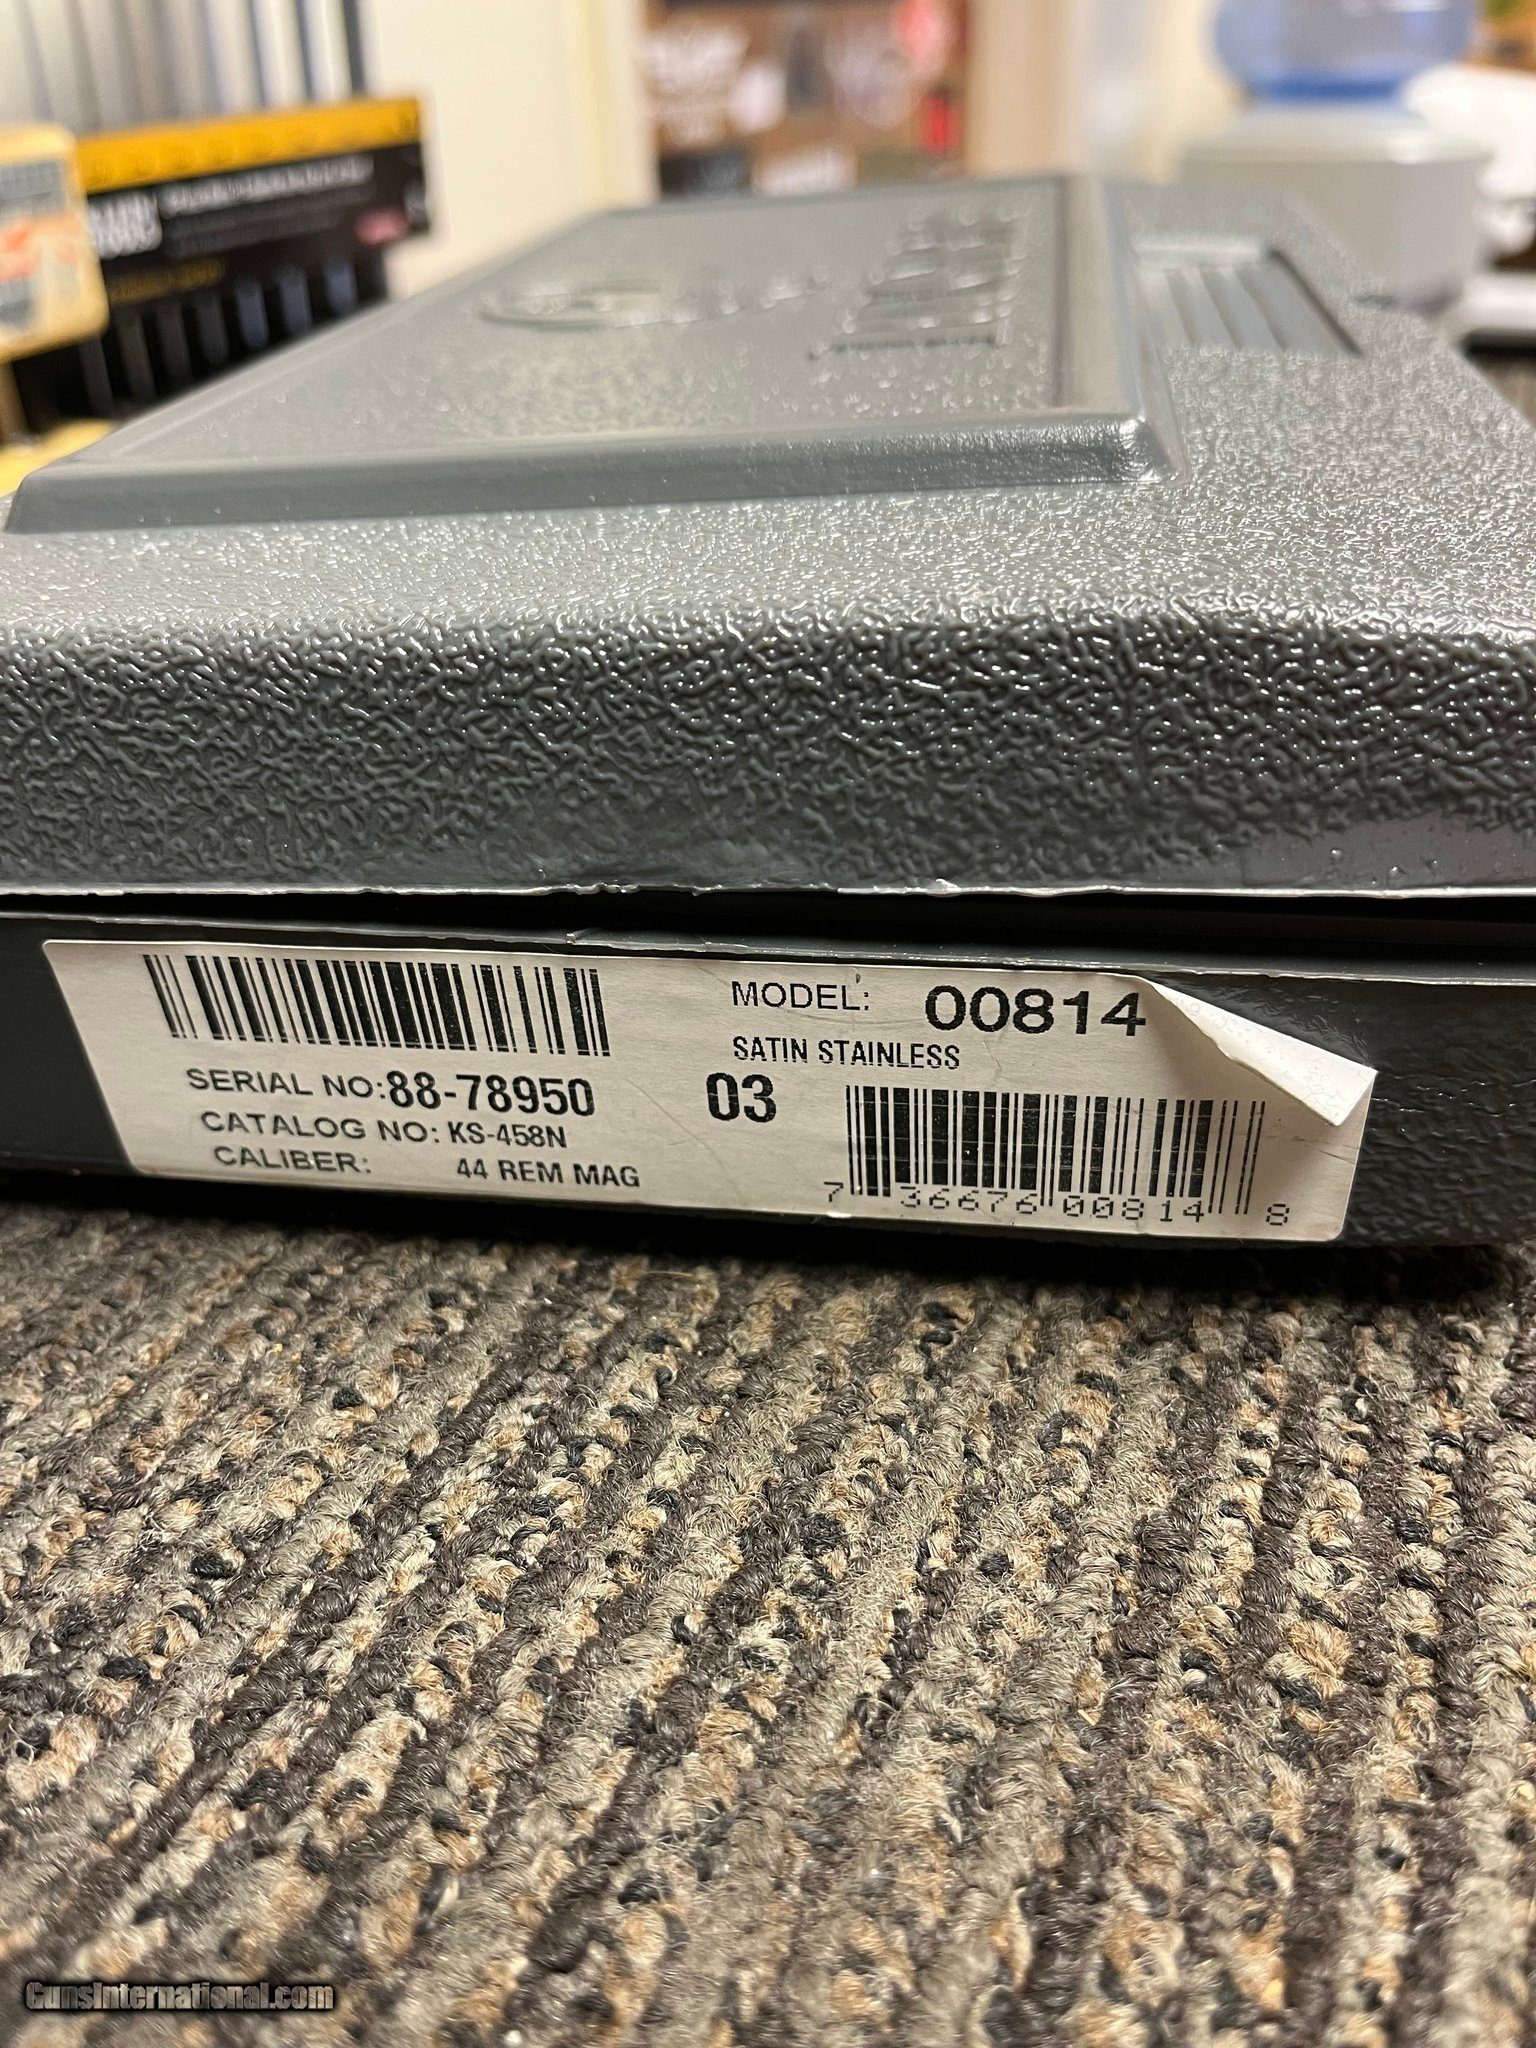 MODEL: 00814
SATIN STAINLESS
SERIAL NO: 88-78950
03
CATALOG NO: KS-458N
CALIBER: 44 REM MAG
7 36676 00814 8
GunsInternational.com